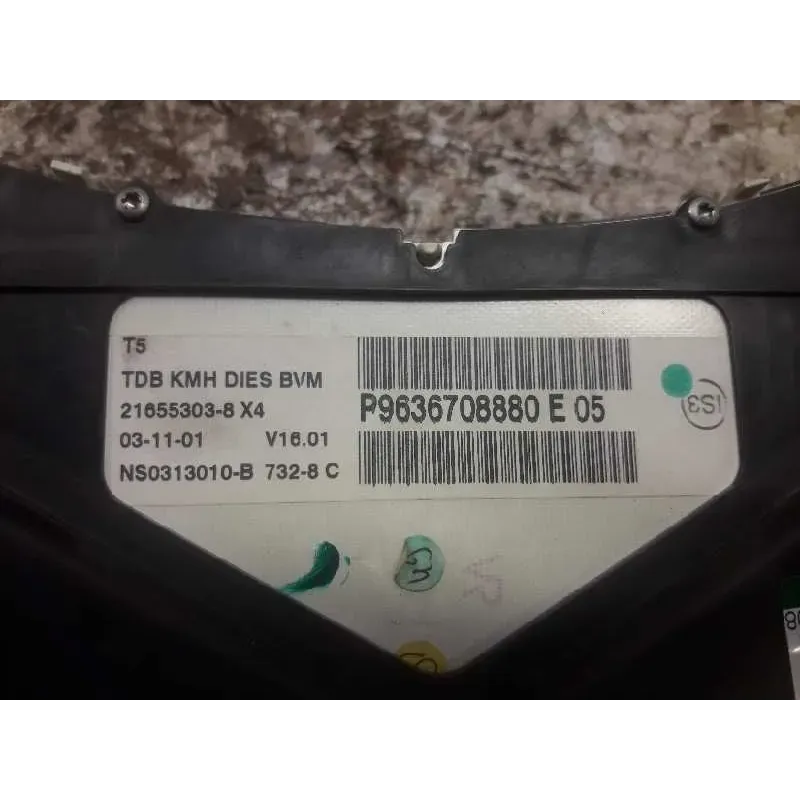 T5
TDB KMH DIES BVM
21655303-8 X4
03-11-01 V16.01
NS0313010-B 732-8 C
P9636708880 E 05
IS3